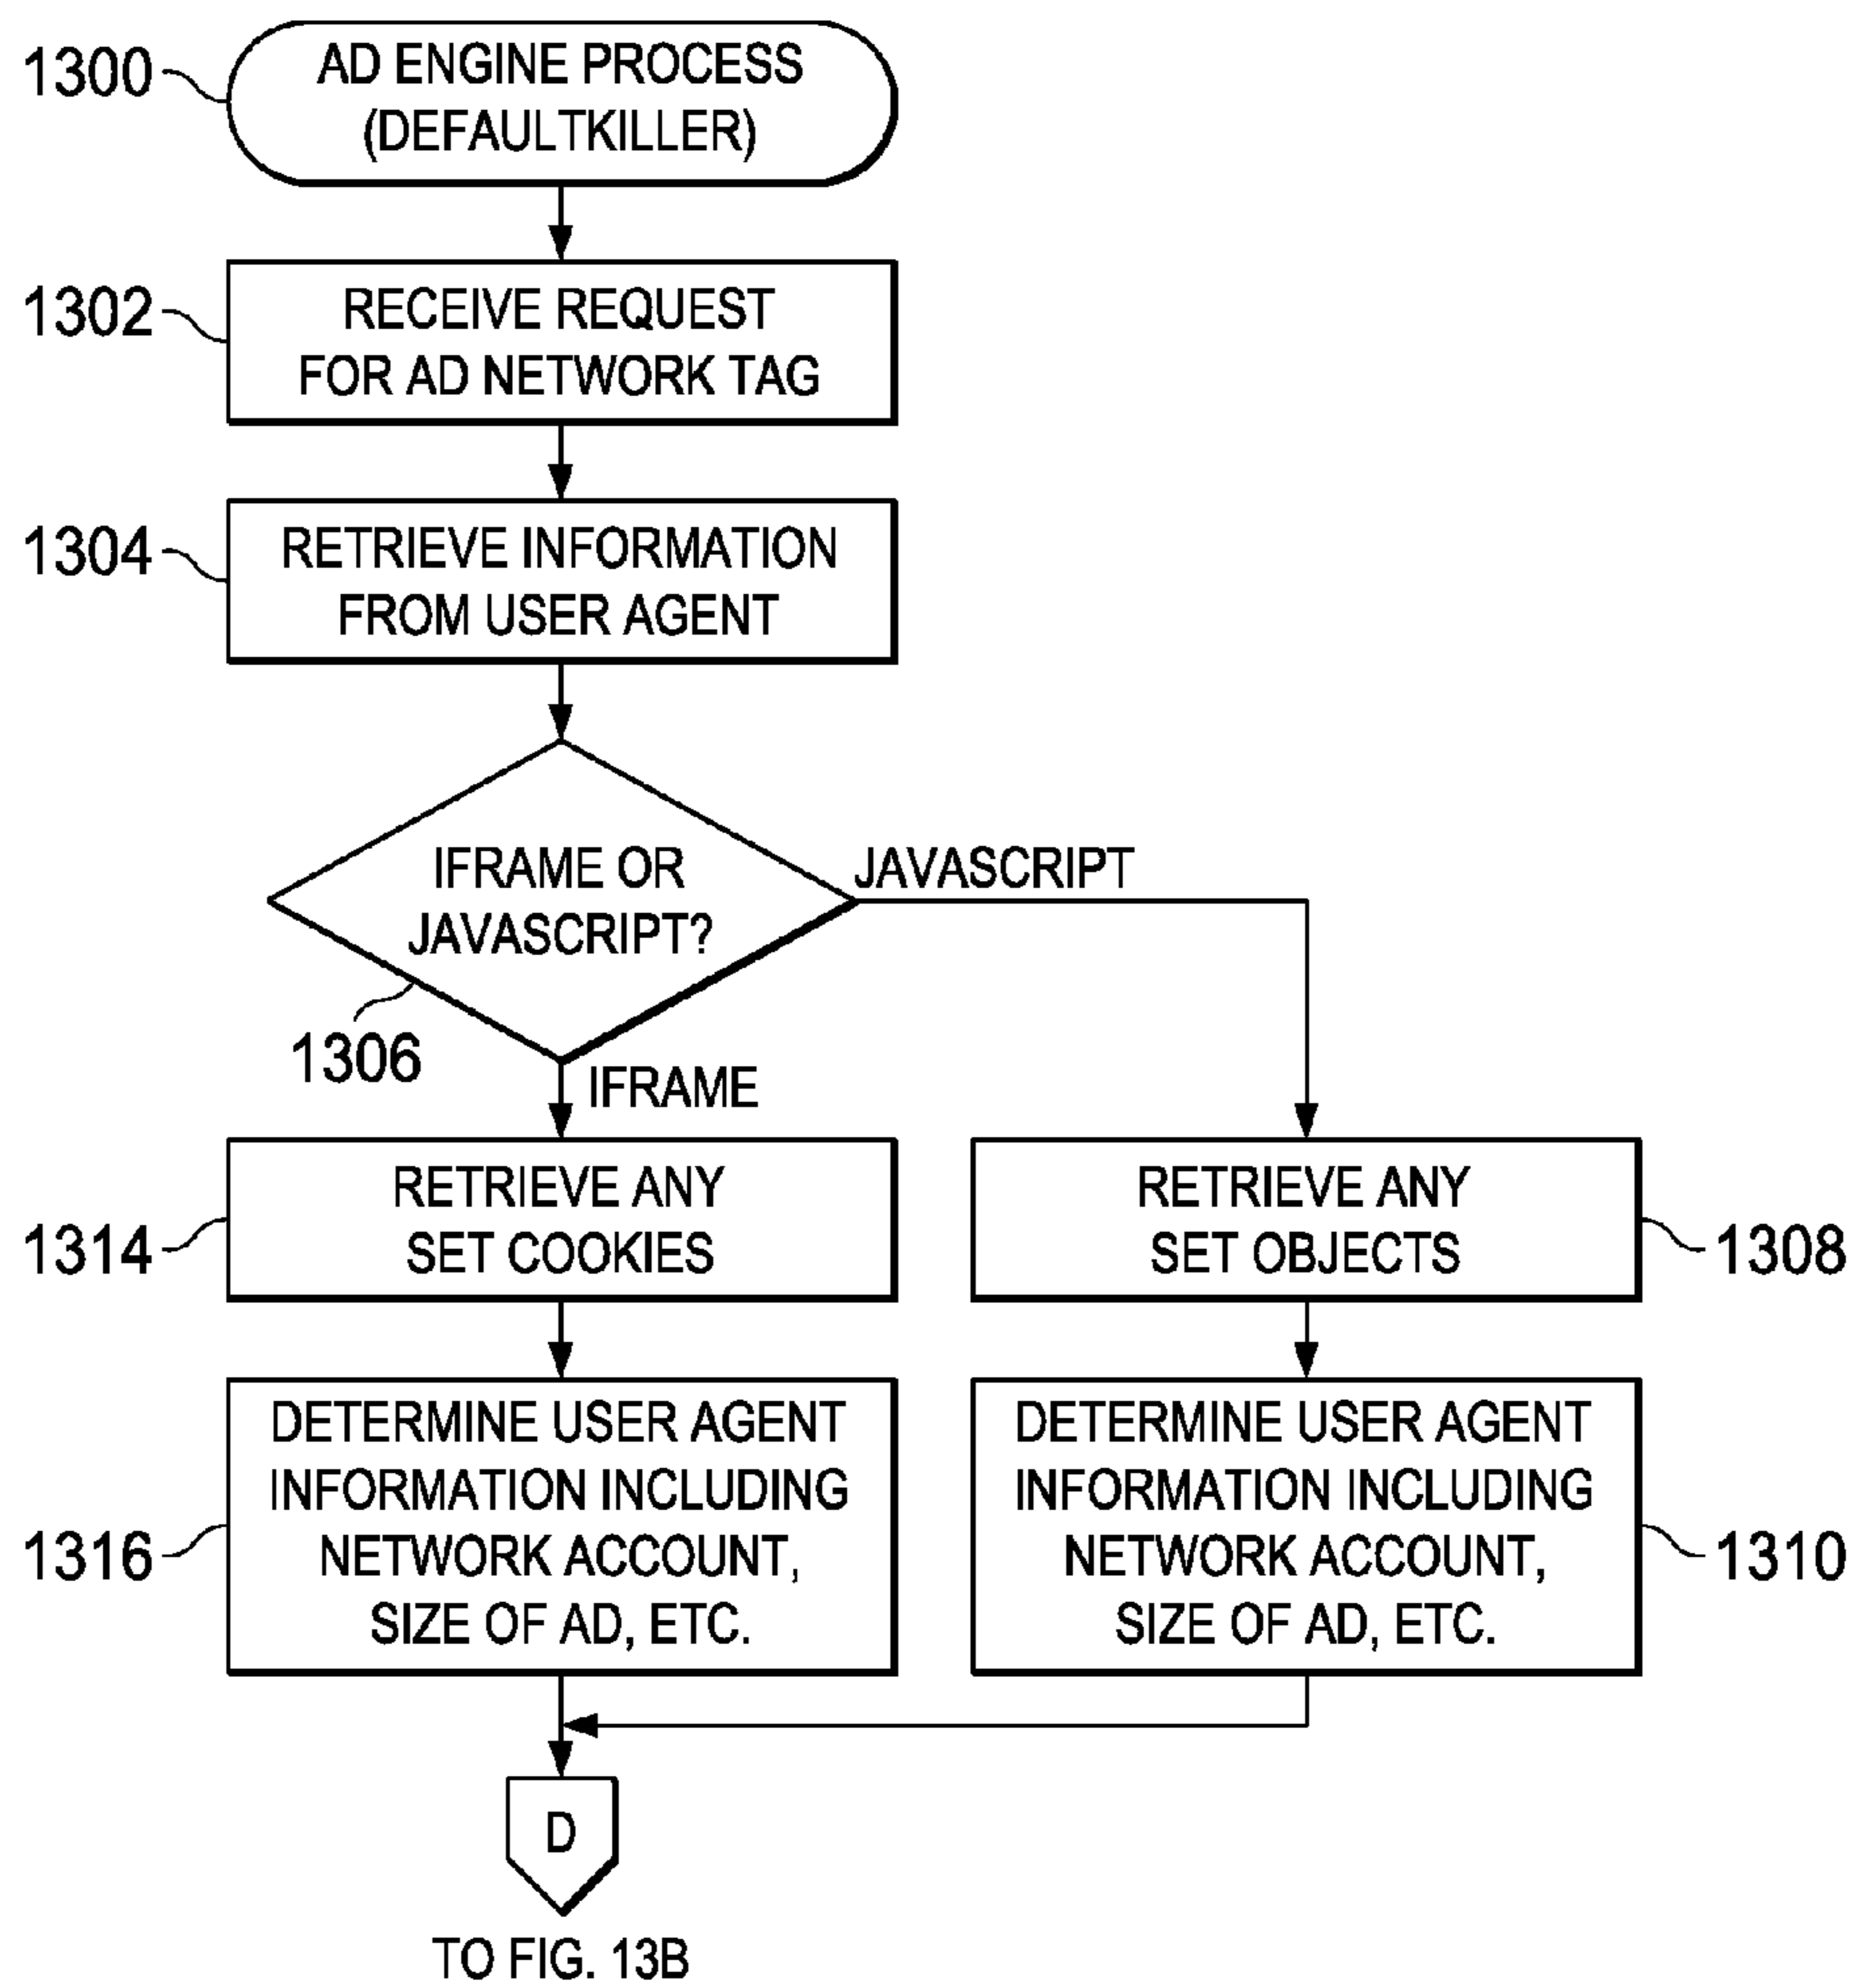 1300
AD ENGINE PROCESS
(DEFAULTKILLER)
1302
RECEIVE REQUEST
FOR AD NETWORK TAG
1304
RETRIEVE INFORMATION
FROM USER AGENT
IFRAME OR
JAVASCRIPT?
JAVASCRIPT
1306
IFRAME
1314
RETRIEVE ANY
SET COOKIES
RETRIEVE ANY
SET OBJECTS
1308
1316
DETERMINE USER AGENT
INFORMATION INCLUDING
NETWORK ACCOUNT,
SIZE OF AD, ETC.
DETERMINE USER AGENT
INFORMATION INCLUDING
NETWORK ACCOUNT,
SIZE OF AD, ETC.
1310
D
TO FIG. 13B